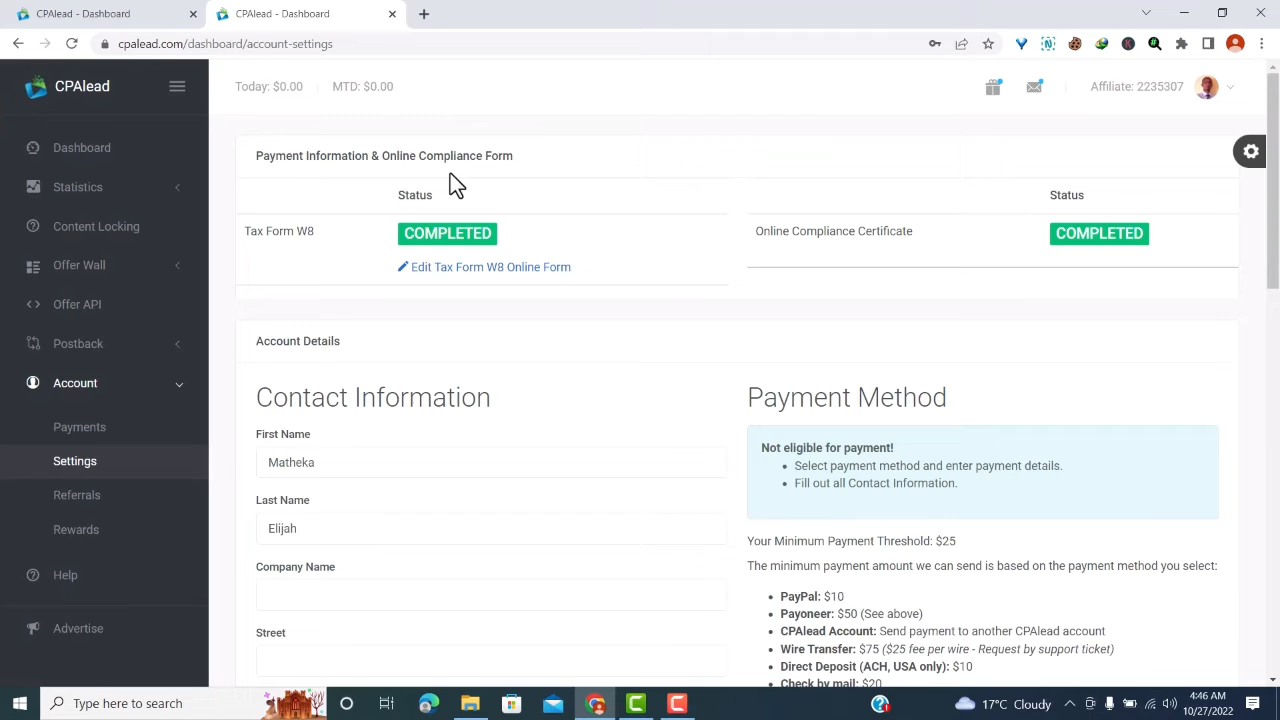 CPAlead - Dashboard
CPAlead - Dashboard
cpalead.com/dashboard/account-settings
CPAlead
Today: $0.00
MTD: $0.00
Affiliate: 2235307
Dashboard
Statistics
Content Locking
Offer Wall
Offer API
Postback
Account
Payments
Settings
Referrals
Rewards
Help
Advertise
Payment Information & Online Compliance Form
Status
Tax Form W8
COMPLETED
Edit Tax Form W8 Online Form
Status
Online Compliance Certificate
COMPLETED
Account Details
Contact Information
First Name
Matheka
Last Name
Elijah
Company Name
Street
Payment Method
Not eligible for payment!
Select payment method and enter payment details.
Fill out all Contact Information.
Your Minimum Payment Threshold: $25
The minimum payment amount we can send is based on the payment method you select:
PayPal: $10
Payoneer: $50 (See above)
CPAlead Account: Send payment to another CPAlead account
Wire Transfer: $75 ($25 fee per wire - Request by support ticket)
Direct Deposit (ACH, USA only): $10
Check by mail: $20
Type here to search
17°C Cloudy
4:46 AM
10/27/2022